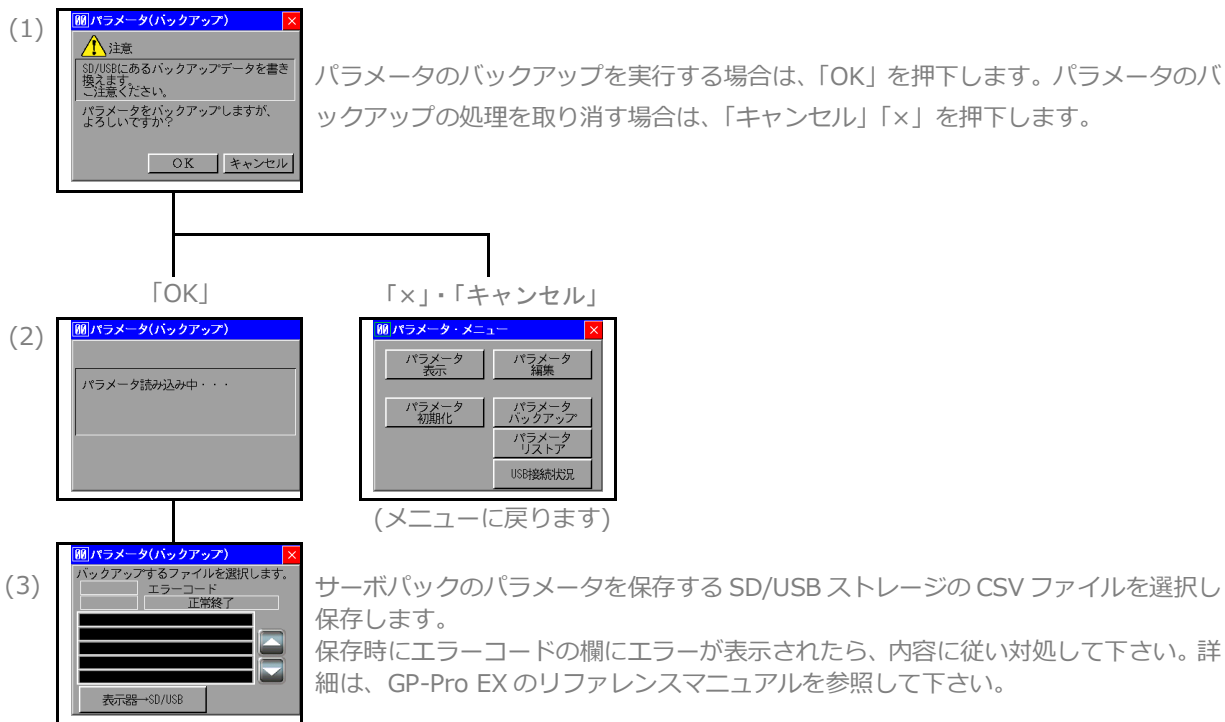 (1)
00 パラメータ(バックアップ) ×
注意
SD/USBにあるバックアップデータを書き
換えます。
ご注意ください。
パラメータをバックアップしますが、
よろしいですか?
OK キャンセル
パラメータのバックアップを実行する場合は、「OK」を押下します。パラメータのバ
ックアップの処理を取り消す場合は、「キャンセル」「×」を押下します。
「OK」
「×」・「キャンセル」
(2)
00 パラメータ(バックアップ)
パラメータ読み込み中・・・
00 パラメータ・メニュー ×
パラメータ
表示
パラメータ
編集
パラメータ
初期化
パラメータ
バックアップ
パラメータ
リストア
USB接続状況
(メニューに戻ります)
(3)
00 パラメータ(バックアップ) ×
バックアップするファイルを選択します。
エラーコード
正常終了
表示器→SD/USB
サーボパックのパラメータを保存する SD/USB ストレージの CSV ファイルを選択し
保存します。
保存時にエラーコードの欄にエラーが表示されたら、内容に従い対処して下さい。詳
細は、GP-Pro EX のリファレンスマニュアルを参照して下さい。